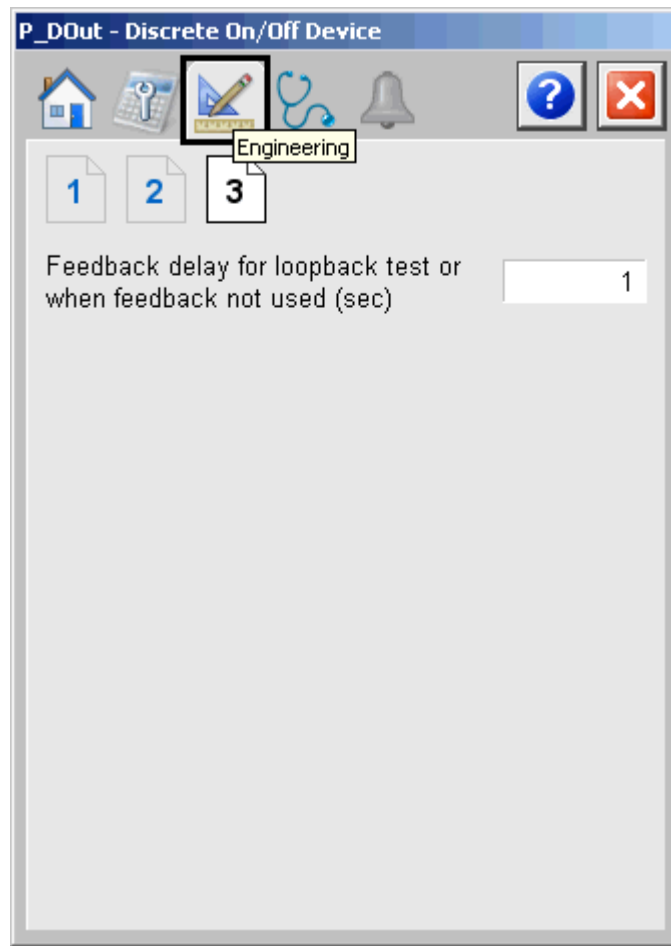 P_DOut - Discrete On/Off Device
?
Engineering
1 2 3
Feedback delay for loopback test or
when feedback not used (sec)
1